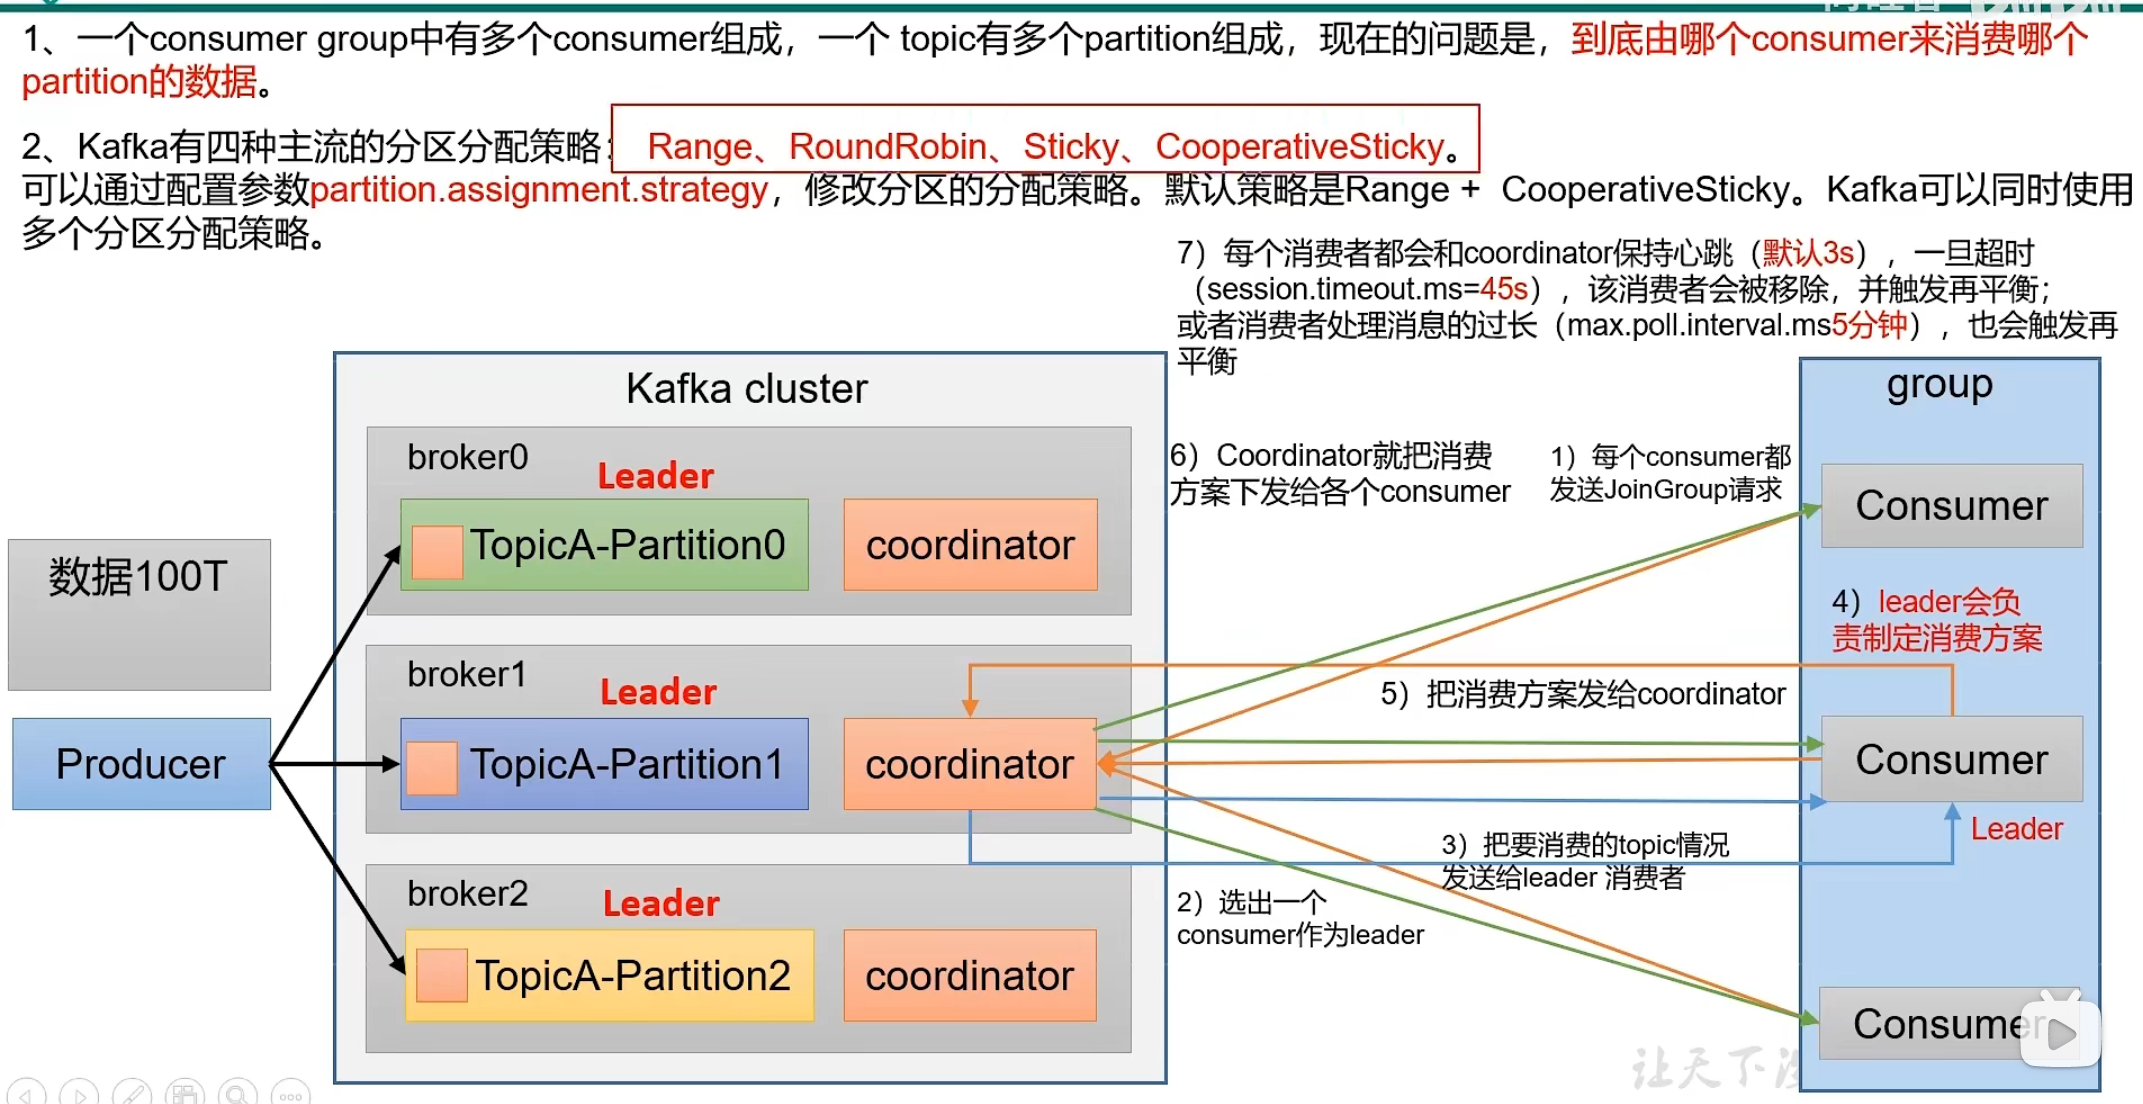 1、一个consumer group中有多个consumer组成，一个 topic有多个partition组成，现在的问题是，到底由哪个consumer来消费哪个
partition的数据。
2、Kafka有四种主流的分区分配策略： Range、RoundRobin、Sticky、CooperativeSticky。
可以通过配置参数partition.assignment.strategy，修改分区的分配策略。默认策略是Range + CooperativeSticky。Kafka可以同时使用
多个分区分配策略。
7）每个消费者都会和coordinator保持心跳（默认3s），一旦超时
（session.timeout.ms=45s），该消费者会被移除，并触发再平衡；
或者消费者处理消息的过长（max.poll.interval.ms5分钟），也会触发再
平衡
Kafka cluster
group
broker0
Leader
TopicA-Partition0
coordinator
6）Coordinator就把消费
方案下发给各个consumer
1）每个consumer都
发送JoinGroup请求
Consumer
数据100T
4）leader会负
责制定消费方案
broker1
Leader
5）把消费方案发给coordinator
Producer
TopicA-Partition1
coordinator
Consumer
Leader
3）把要消费的topic情况
发送给leader 消费者
broker2
Leader
2）选出一个
consumer作为leader
TopicA-Partition2
coordinator
Consumer
让天下没